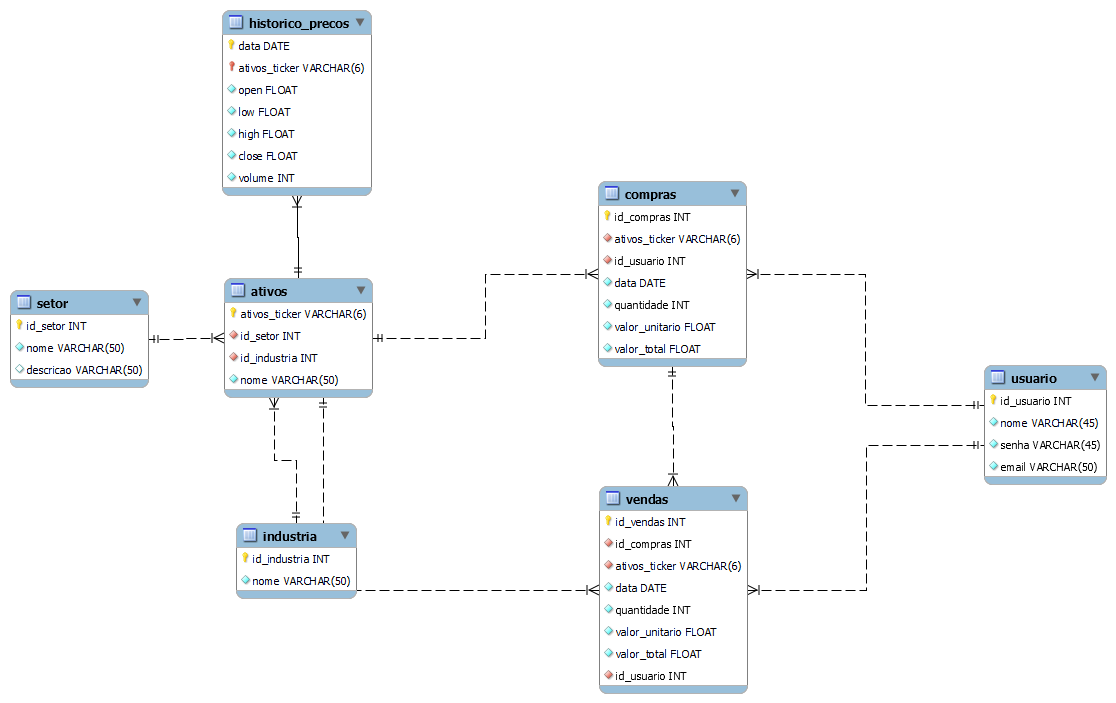 historico_precos
data DATE
ativos_ticker VARCHAR(6)
open FLOAT
low FLOAT
high FLOAT
close FLOAT
volume INT
setor
id_setor INT
nome VARCHAR(50)
descricao VARCHAR(50)
ativos
ativos_ticker VARCHAR(6)
id_setor INT
id_industria INT
nome VARCHAR(50)
industria
id_industria INT
nome VARCHAR(50)
compras
id_compras INT
ativos_ticker VARCHAR(6)
id_usuario INT
data DATE
quantidade INT
valor_unitario FLOAT
valor_total FLOAT
vendas
id_vendas INT
id_compras INT
ativos_ticker VARCHAR(6)
data DATE
quantidade INT
valor_unitario FLOAT
valor_total FLOAT
id_usuario INT
usuario
id_usuario INT
nome VARCHAR(45)
senha VARCHAR(45)
email VARCHAR(50)